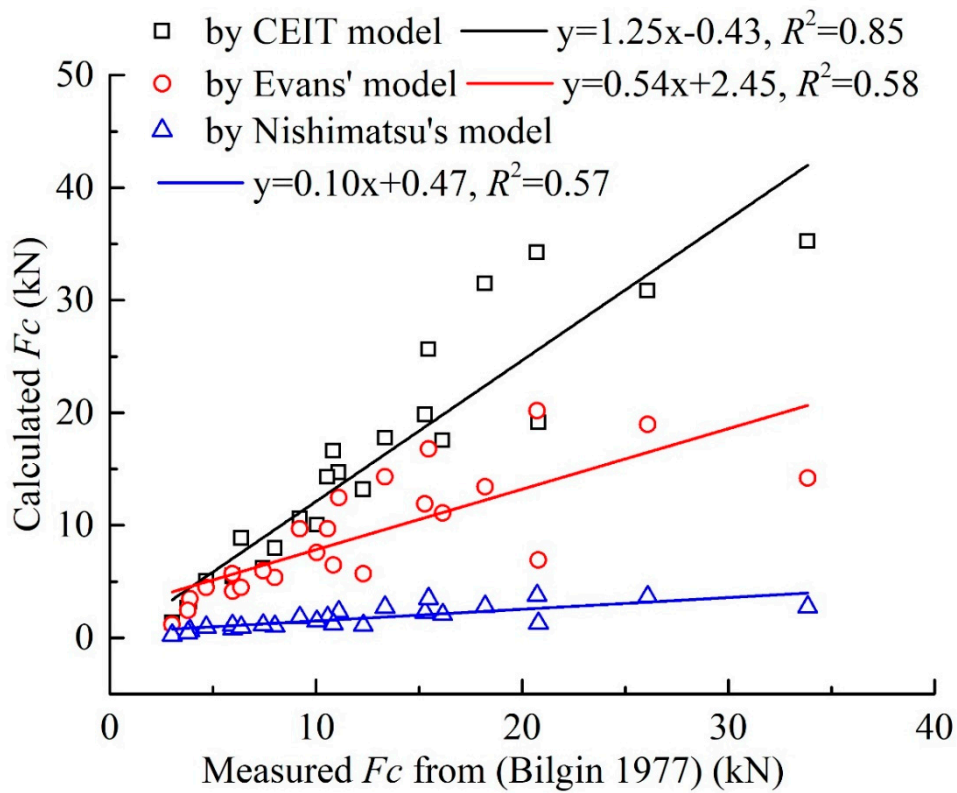 by CEIT model y=1.25x-0.43, R²=0.85
by Evans' model y=0.54x+2.45, R²=0.58
by Nishimatsu's model
y=0.10x+0.47, R²=0.57
50
40
30
20
10
0
Calculated Fc (kN)
0 10 20 30 40
Measured Fc from (Bilgin 1977) (kN)